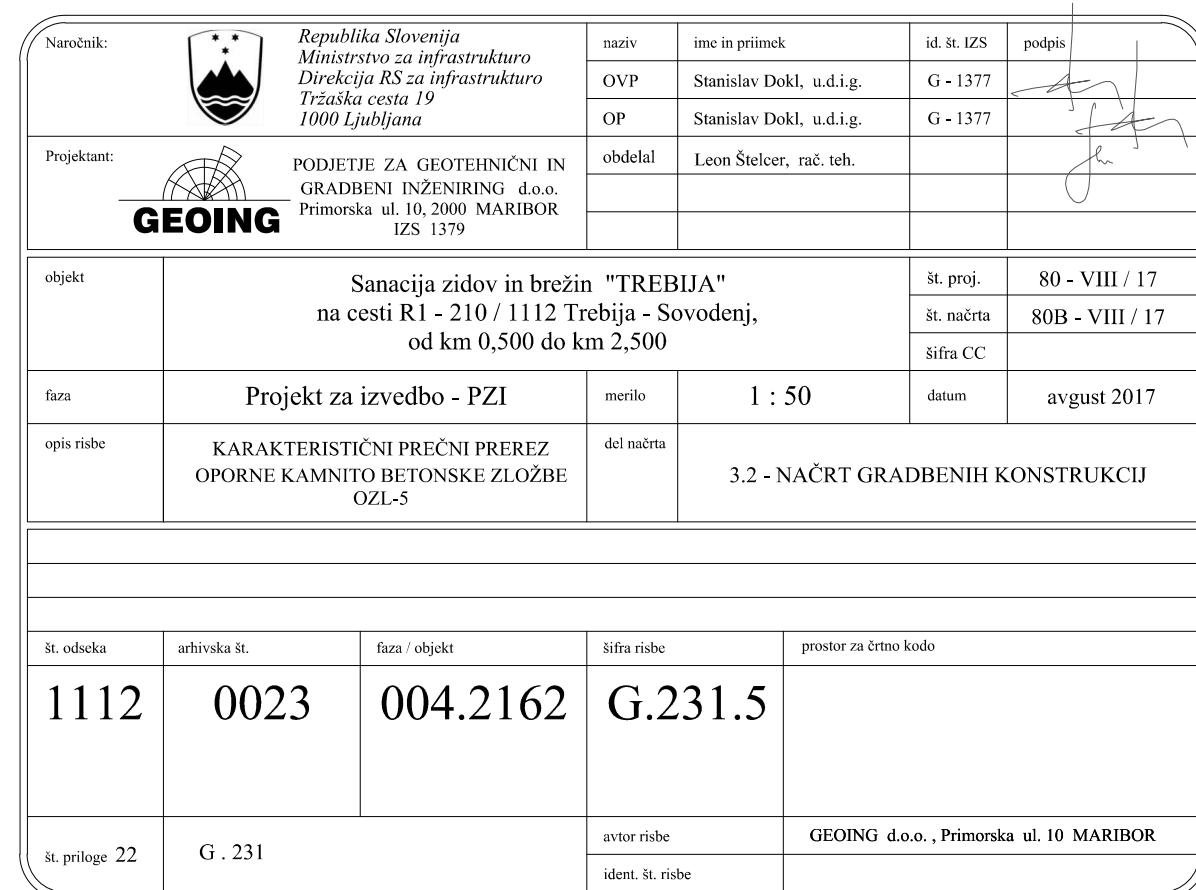 Naročnik:
Republika Slovenija
Ministrstvo za infrastrukturo
Direkcija RS za infrastrukturo
Tržaška cesta 19
1000 Ljubljana
naziv
ime in priimek
id. št. IZS
podpis
OVP
Stanislav Dokl, u.d.i.g.
G - 1377
OP
Stanislav Dokl, u.d.i.g.
G - 1377
Projektant:
GEOING
PODJETJE ZA GEOTEHNIČNI IN
GRADBENI INŽENIRING d.o.o.
Primorska ul. 10, 2000 MARIBOR
IZS 1379
obdelal
Leon Štelcer, rač. teh.
objekt
Sanacija zidov in brežin "TREBIJA"
na cesti R1 - 210 / 1112 Trebija - Sovodenj,
od km 0,500 do km 2,500
št. proj.
80 - VIII / 17
št. načrta
80B - VIII / 17
šifra CC
faza
Projekt za izvedbo - PZI
merilo
1 : 50
datum
avgust 2017
opis risbe
KARAKTERISTIČNI PREČNI PREREZ
OPORNE KAMNITO BETONSKE ZLOŽBE
OZL-5
del načrta
3.2 - NAČRT GRADBENIH KONSTRUKCIJ
št. odseka
arhivska št.
faza / objekt
šifra risbe
prostor za črtno kodo
1112
0023
004.2162
G.231.5
št. priloge 22
G . 231
avtor risbe
GEOING d.o.o. , Primorska ul. 10 MARIBOR
ident. št. risbe